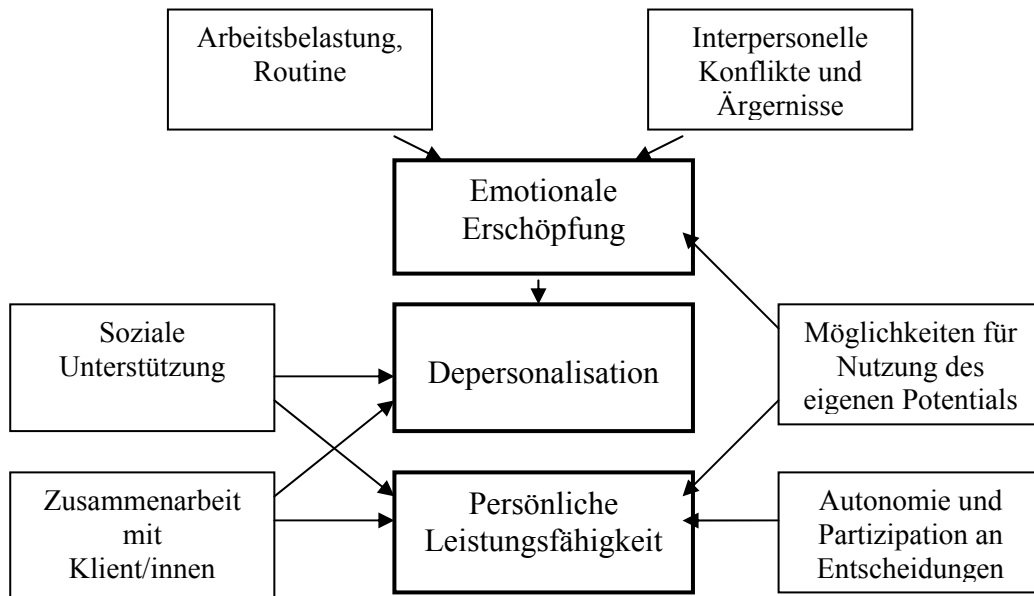 Arbeitsbelastung,
Routine
Interpersonelle
Konflikte und
Ärgernisse
Emotionale
Erschöpfung
Soziale
Unterstützung
Depersonalisation
Möglichkeiten für
Nutzung des
eigenen Potentials
Zusammenarbeit
mit
Klient/innen
Persönliche
Leistungsfähigkeit
Autonomie und
Partizipation an
Entscheidungen